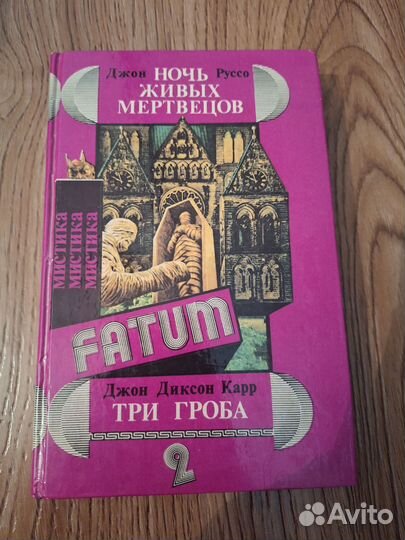 Джон НОЧЬ Руссо
ЖИВЫХ
МЕРТВЕЦОВ
МИСТИКА
МИСТИКА
МИСТИКА
FATUM
Джон Диксон Карр
ТРИ ГРОБА
2
Avito